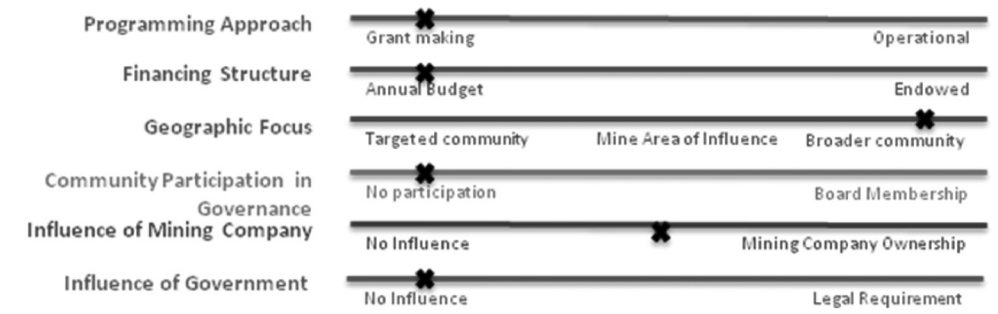 Programming Approach
Grant making Operational
Financing Structure
Annual Budget Endowed
Geographic Focus
Targeted community Mine Area of Influence Broader community
Community Participation in
Governance
No participation Board Membership
Influence of Mining Company
No Influence Mining Company Ownership
Influence of Government
No Influence Legal Requirement